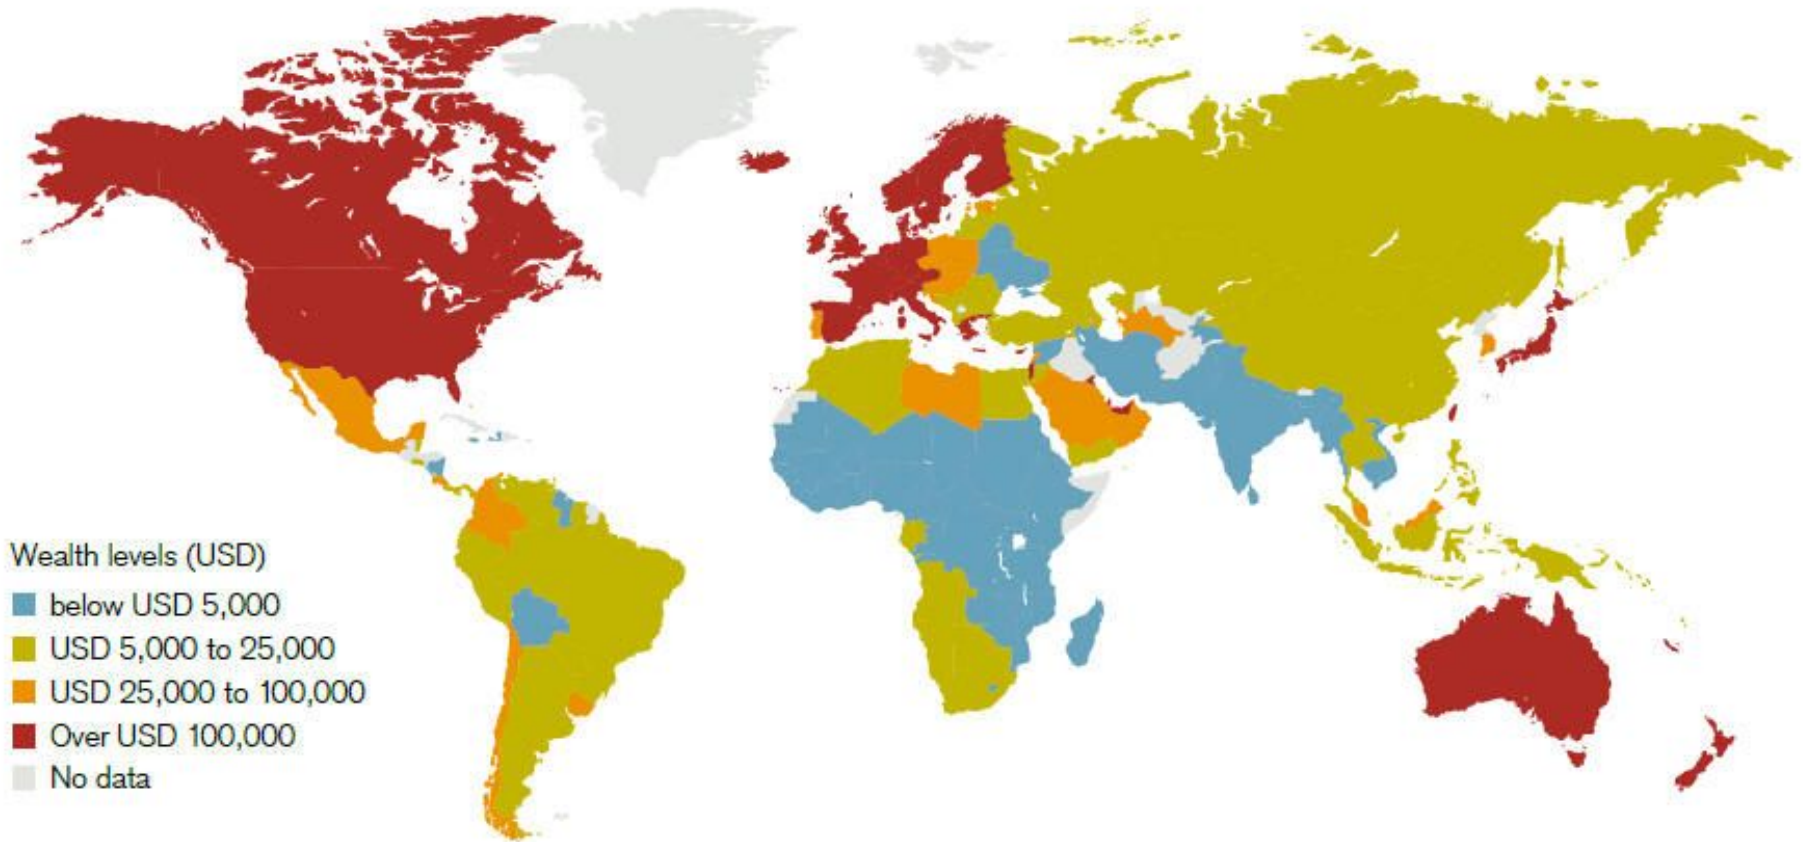 Wealth levels (USD)
below USD 5,000
USD 5,000 to 25,000
USD 25,000 to 100,000
Over USD 100,000
No data